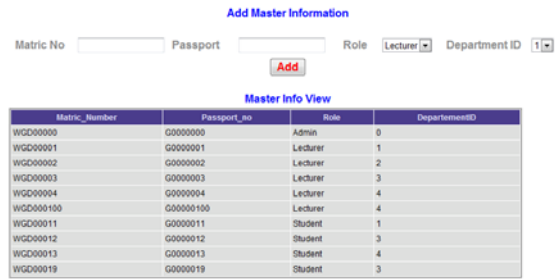 Add Master Information
Matric No Passport Role Lecturer Department ID 1
Add
Master Info View
Matric_Number Passport_no Role DepartementID
WGD00000 G0000000 Admin 0
WGD00001 G0000001 Lecturer 1
WGD00002 G0000002 Lecturer 2
WGD00003 G0000003 Lecturer 3
WGD00004 G0000004 Lecturer 4
WGD000100 G00000100 Lecturer 4
WGD00011 G0000011 Student 1
WGD00012 G0000012 Student 3
WGD00013 G0000013 Student 4
WGD00019 G0000019 Student 3